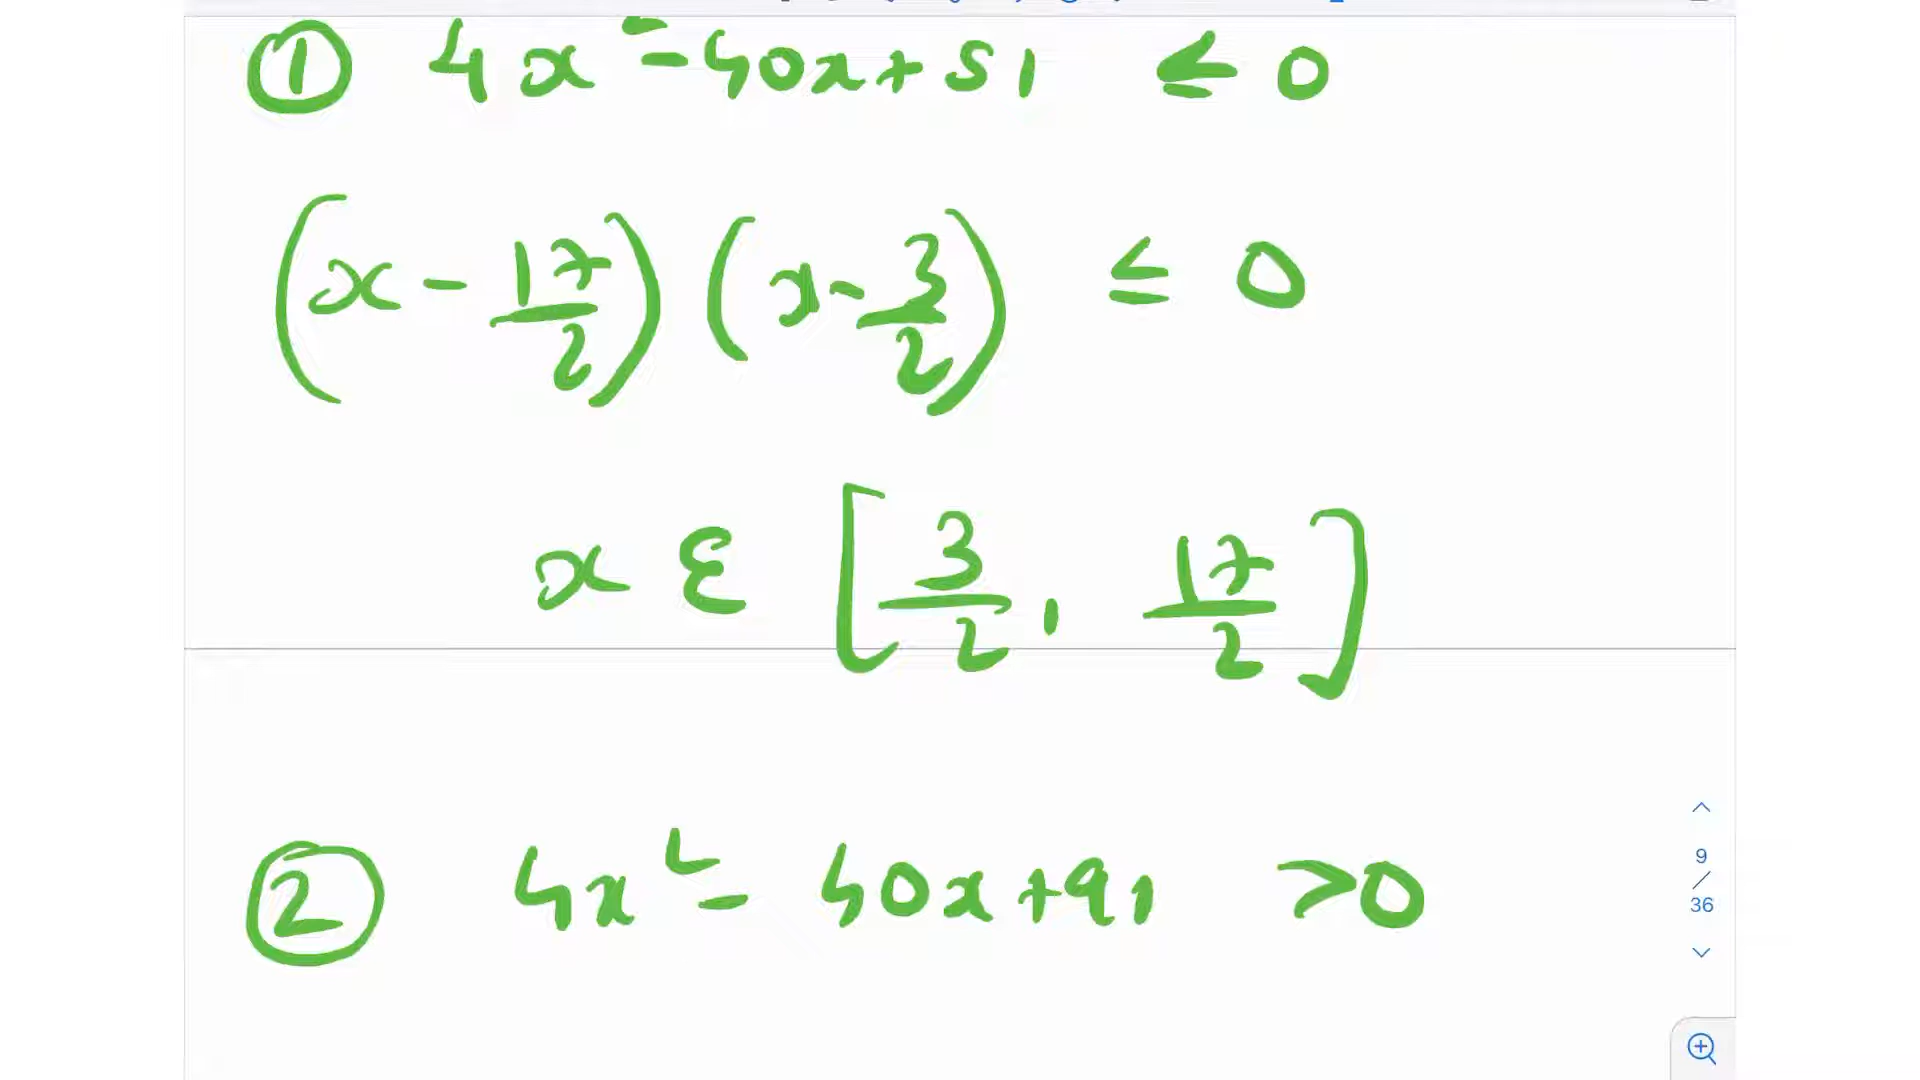 ① 4x² - 40x + 51 ≤ 0
(x - 17/2) (x - 3/2) ≤ 0
x ∈ [3/2, 17/2]
② 4x² - 40x + 91 > 0
9
/
36